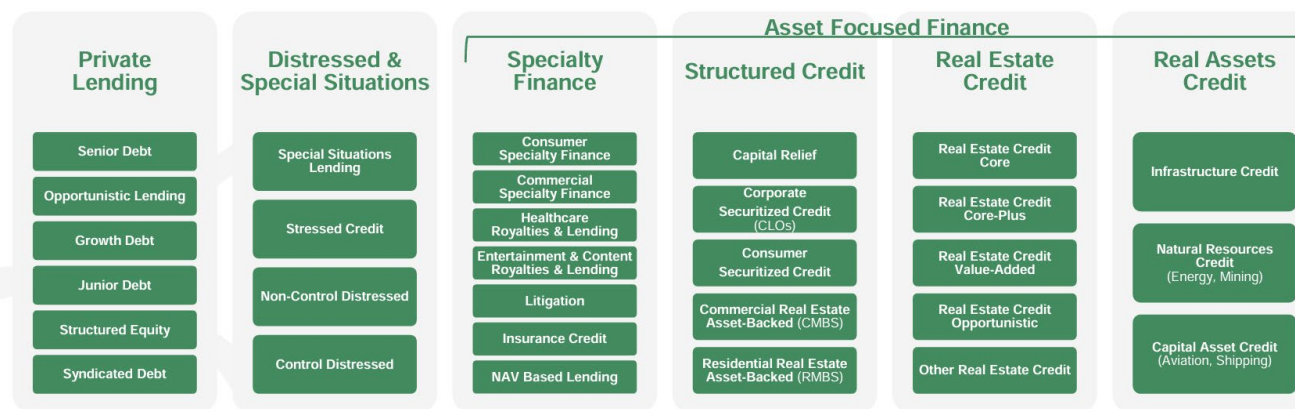 Asset Focused Finance
Private
Lending
Senior Debt
Opportunistic Lending
Growth Debt
Junior Debt
Structured Equity
Syndicated Debt
Distressed &
Special Situations
Special Situations
Lending
Stressed Credit
Non-Control Distressed
Control Distressed
Specialty
Finance
Consumer
Specialty Finance
Commercial
Specialty Finance
Healthcare
Royalties & Lending
Entertainment & Content
Royalties & Lending
Litigation
Insurance Credit
NAV Based Lending
Structured Credit
Capital Relief
Corporate
Securitized Credit
(CLOs)
Consumer
Securitized Credit
Commercial Real Estate
Asset-Backed (CMBS)
Residential Real Estate
Asset-Backed (RMBS)
Real Estate
Credit
Real Estate Credit
Core
Real Estate Credit
Core-Plus
Real Estate Credit
Value-Added
Real Estate Credit
Opportunistic
Other Real Estate Credit
Real Assets
Credit
Infrastructure Credit
Natural Resources
Credit
(Energy, Mining)
Capital Asset Credit
(Aviation, Shipping)